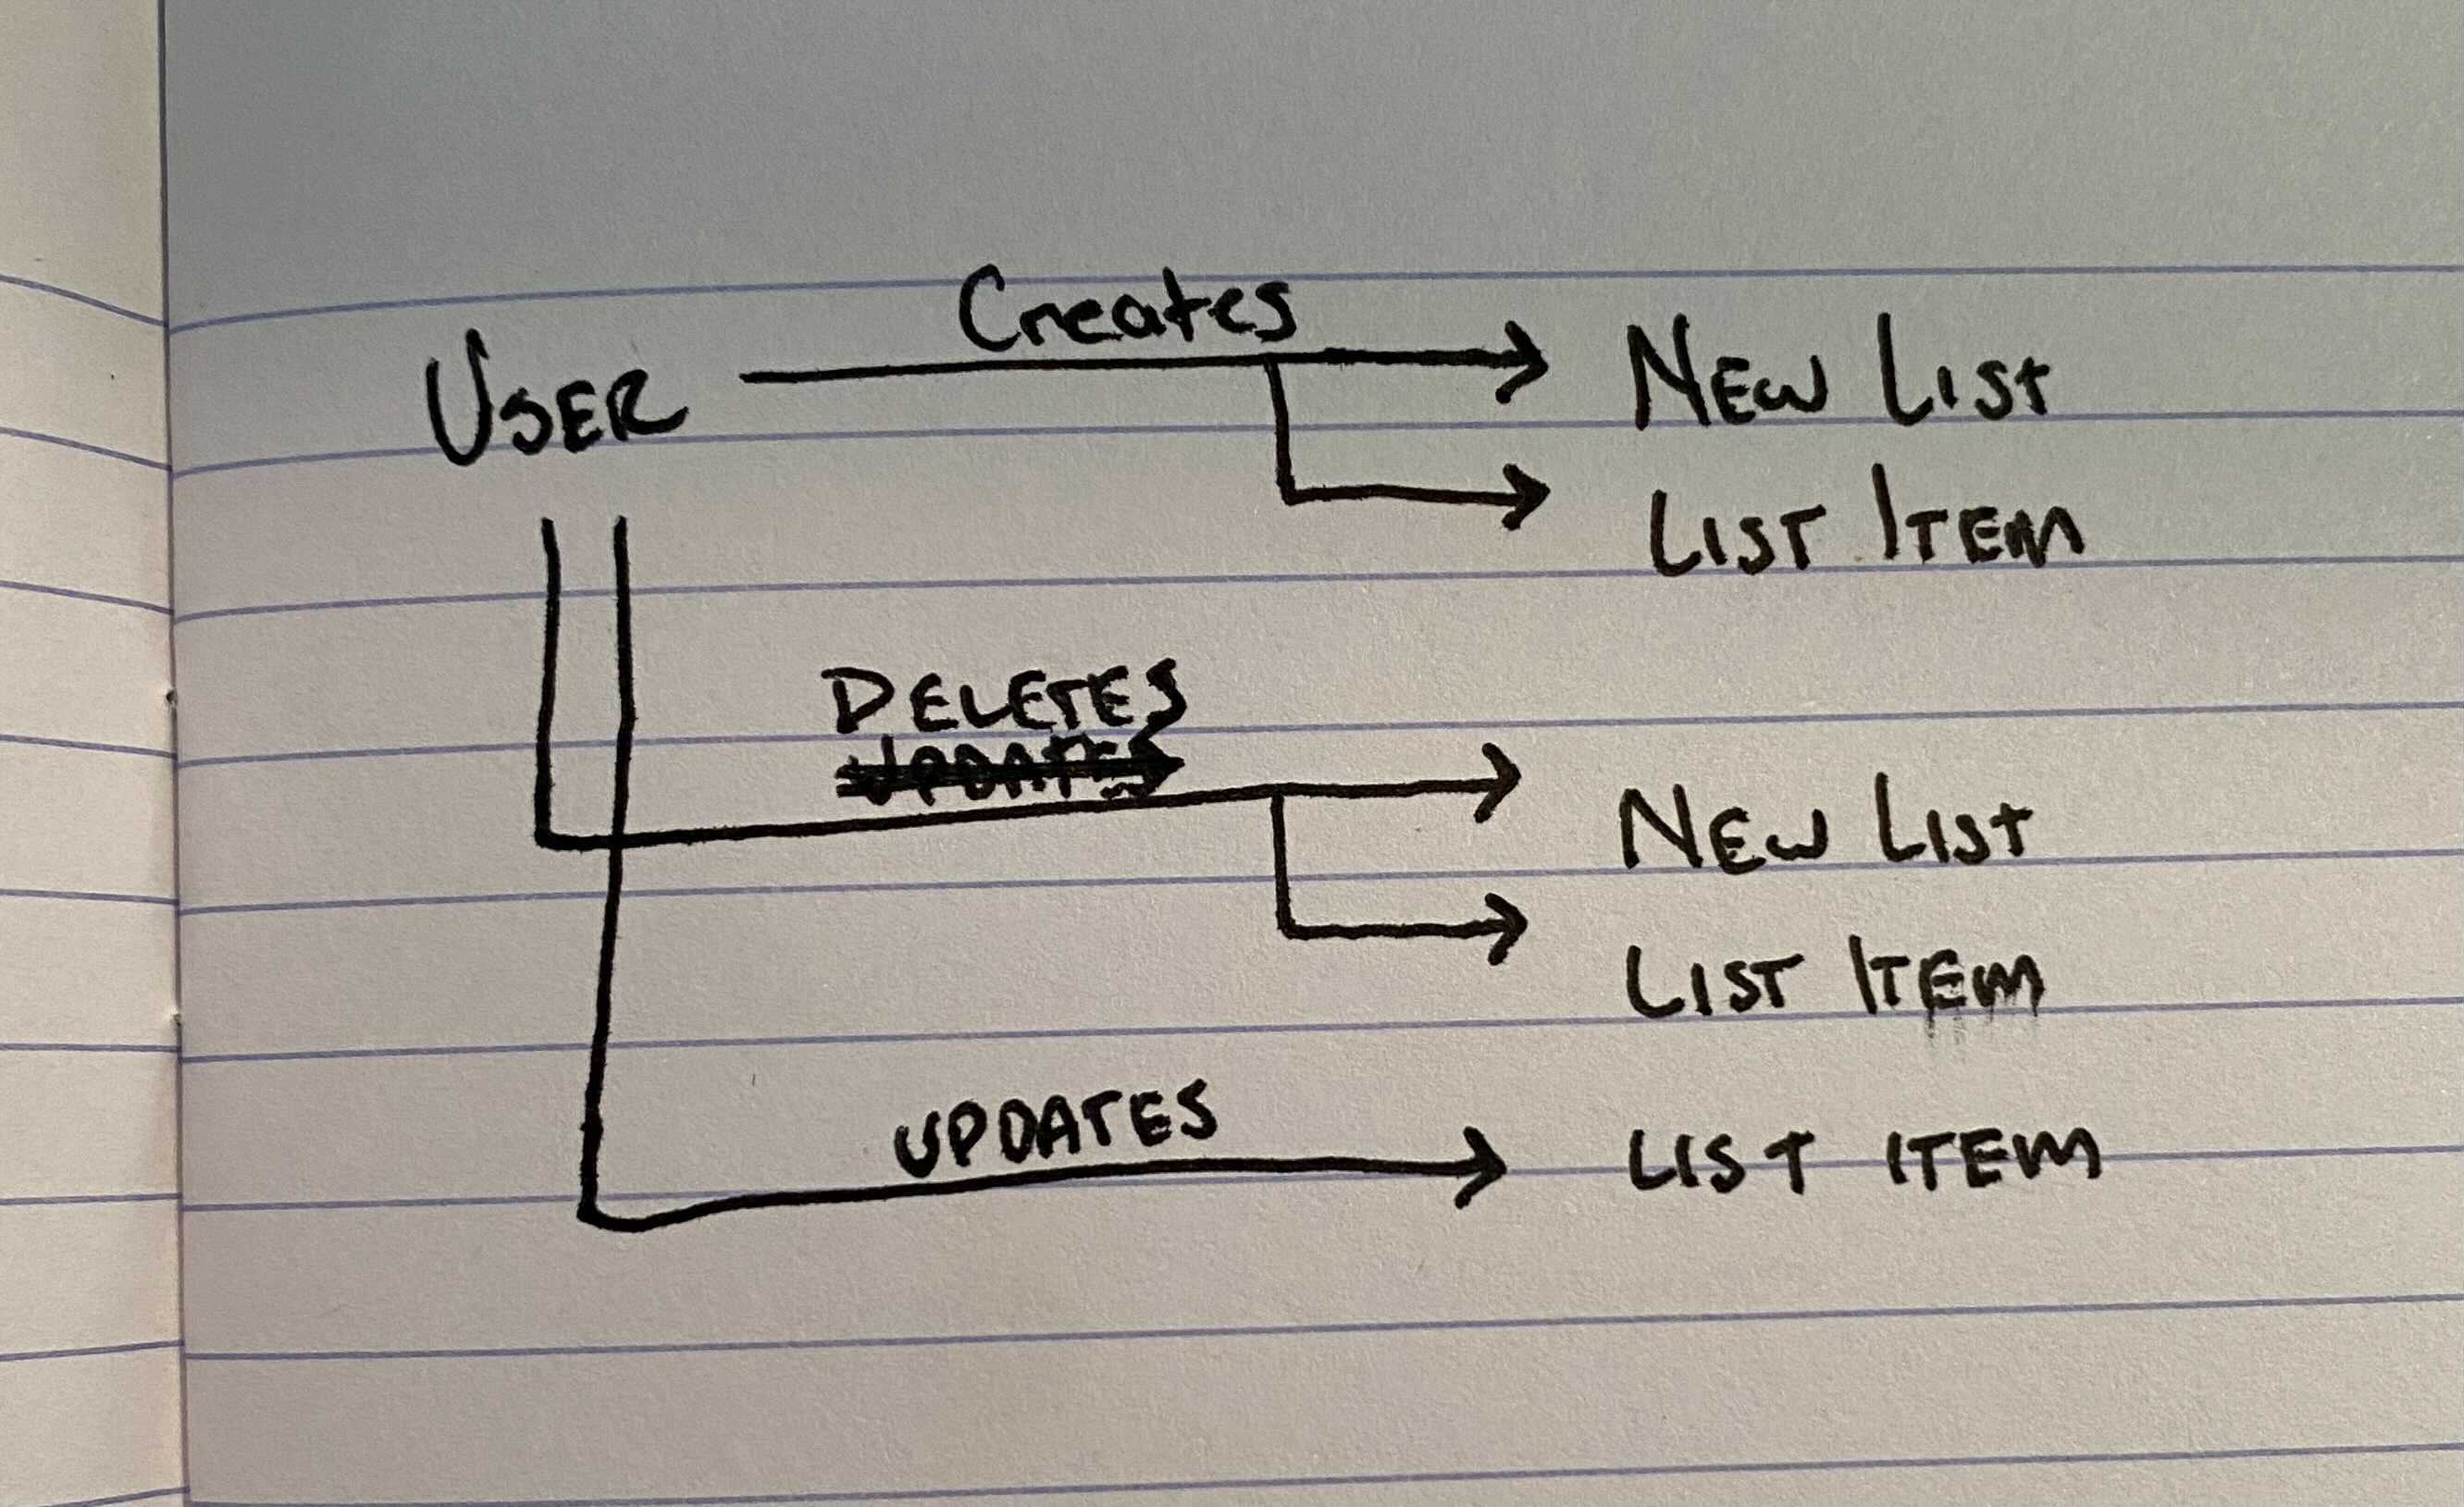 Creates
USER
NEW LIST
LIST ITEM
DELETES
UPDATES
NEW LIST
LIST ITEM
UPDATES
LIST ITEM